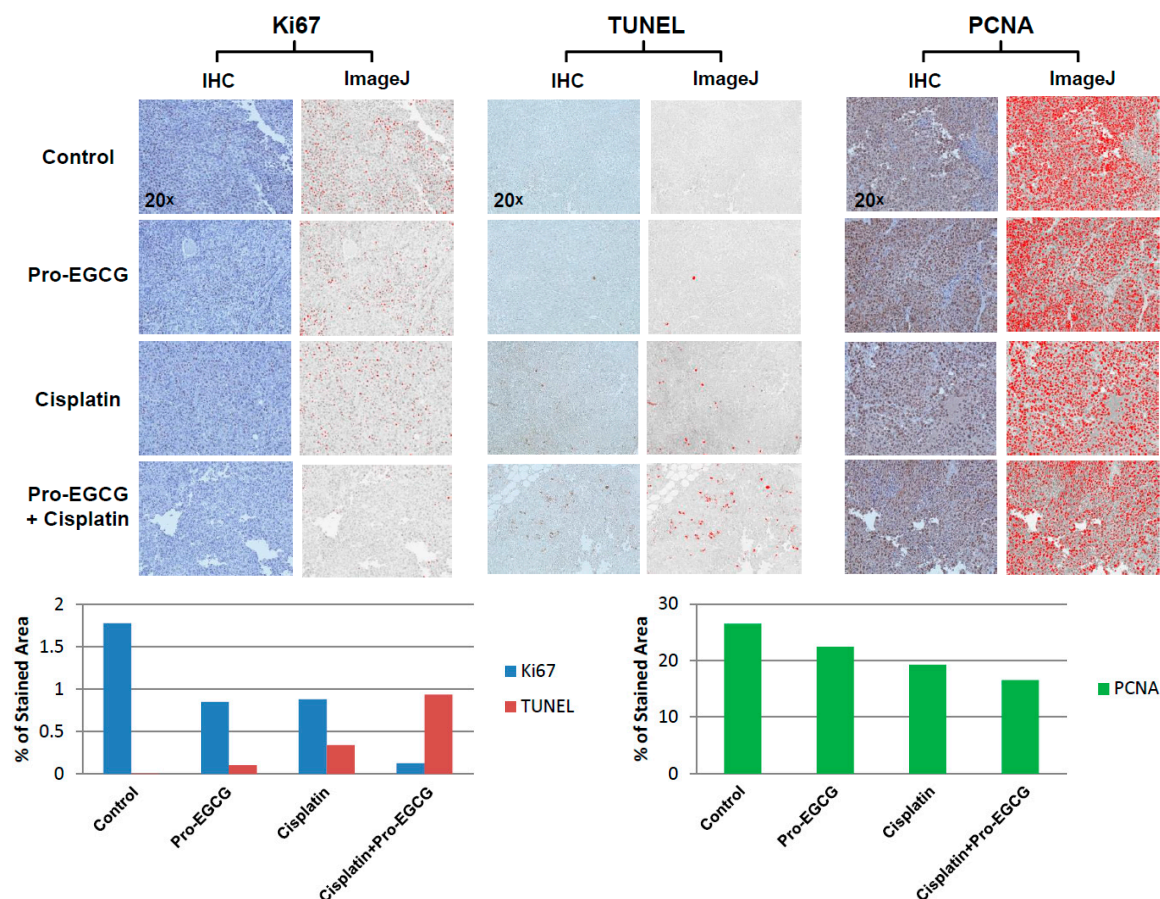 Ki67 TUNEL PCNA
IHC ImageJ IHC ImageJ IHC ImageJ
Control
20x 20x 20x
Pro-EGCG
Cisplatin
Pro-EGCG
+ Cisplatin
% of Stained Area
2
1.5
1
0.5
0
Control Pro-EGCG Cisplatin Cisplatin+Pro-EGCG
Ki67
TUNEL
% of Stained Area
30
20
10
0
Control Pro-EGCG Cisplatin Cisplatin+Pro-EGCG
PCNA